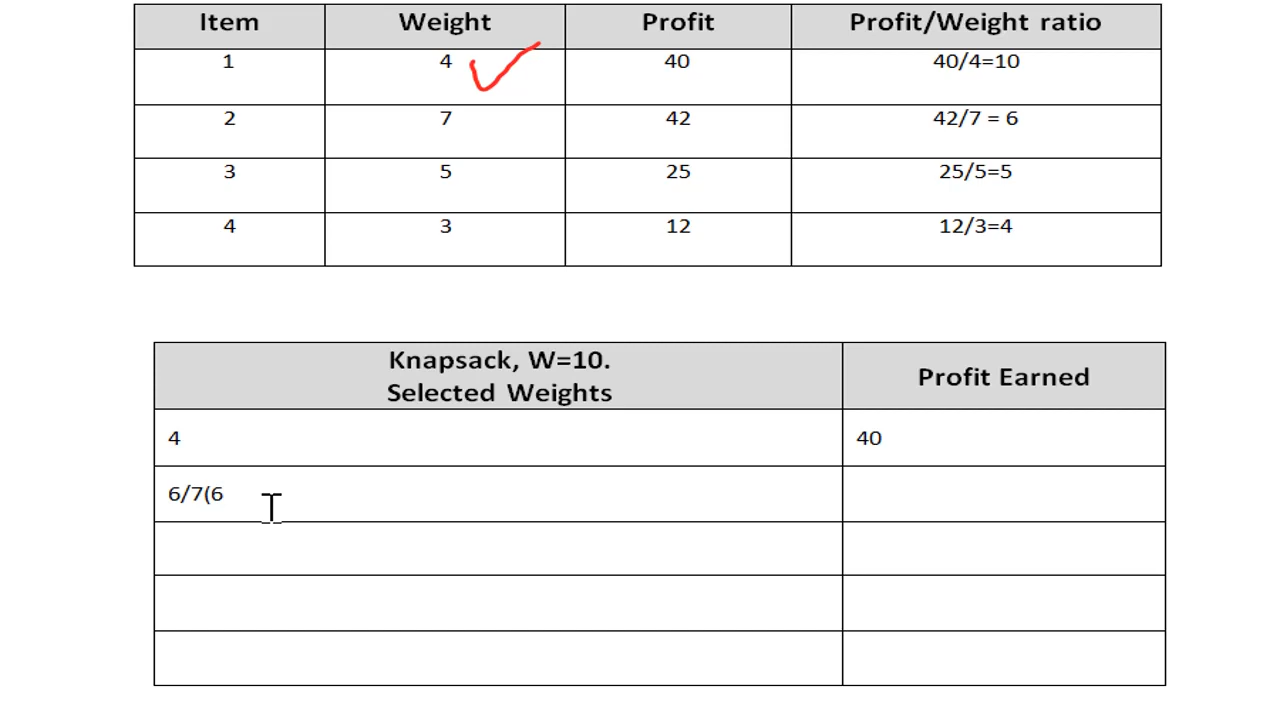 Item Weight Profit Profit/Weight ratio
1 4 40 40/4=10
2 7 42 42/7 = 6
3 5 25 25/5=5
4 3 12 12/3=4
Knapsack, W=10.
Selected Weights
Profit Earned
4 40
6/7(6